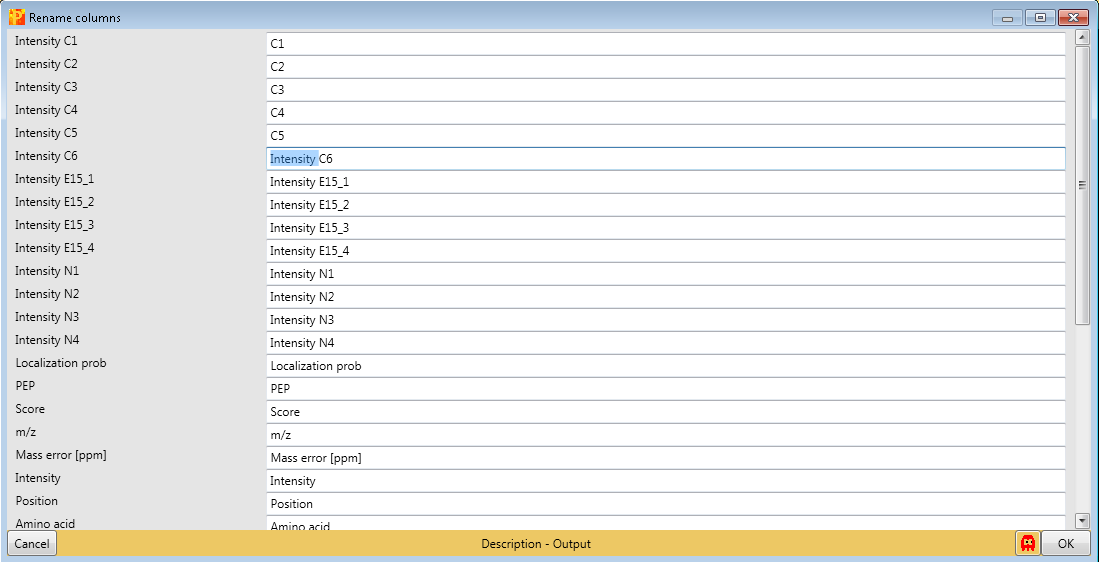 Rename columns
Intensity C1 C1
Intensity C2 C2
Intensity C3 C3
Intensity C4 C4
Intensity C5 C5
Intensity C6 Intensity C6
Intensity E15_1 Intensity E15_1
Intensity E15_2 Intensity E15_2
Intensity E15_3 Intensity E15_3
Intensity E15_4 Intensity E15_4
Intensity N1 Intensity N1
Intensity N2 Intensity N2
Intensity N3 Intensity N3
Intensity N4 Intensity N4
Localization prob Localization prob
PEP PEP
Score Score
m/z m/z
Mass error [ppm] Mass error [ppm]
Intensity Intensity
Position Position
Amino acid Amino acid
Cancel Description - Output OK